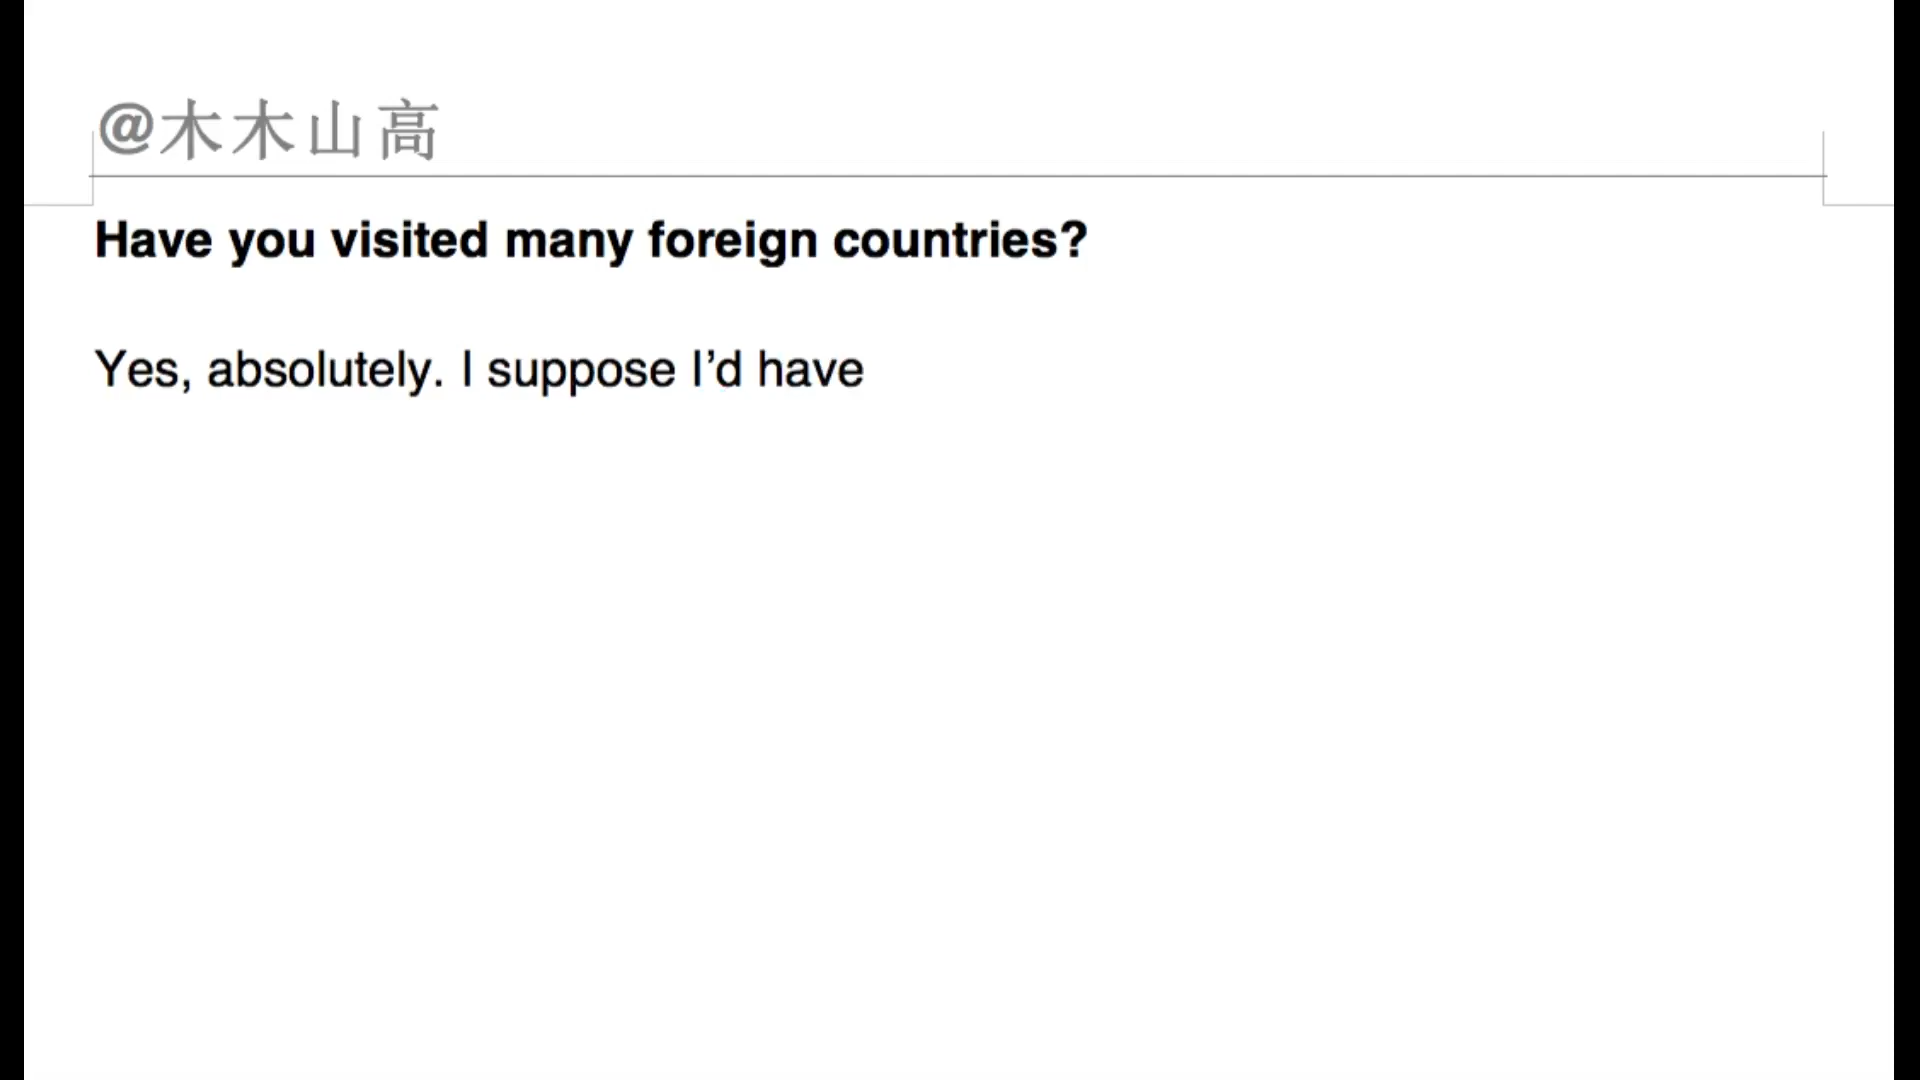 @木木山高
Have you visited many foreign countries?
Yes, absolutely. I suppose I’d have